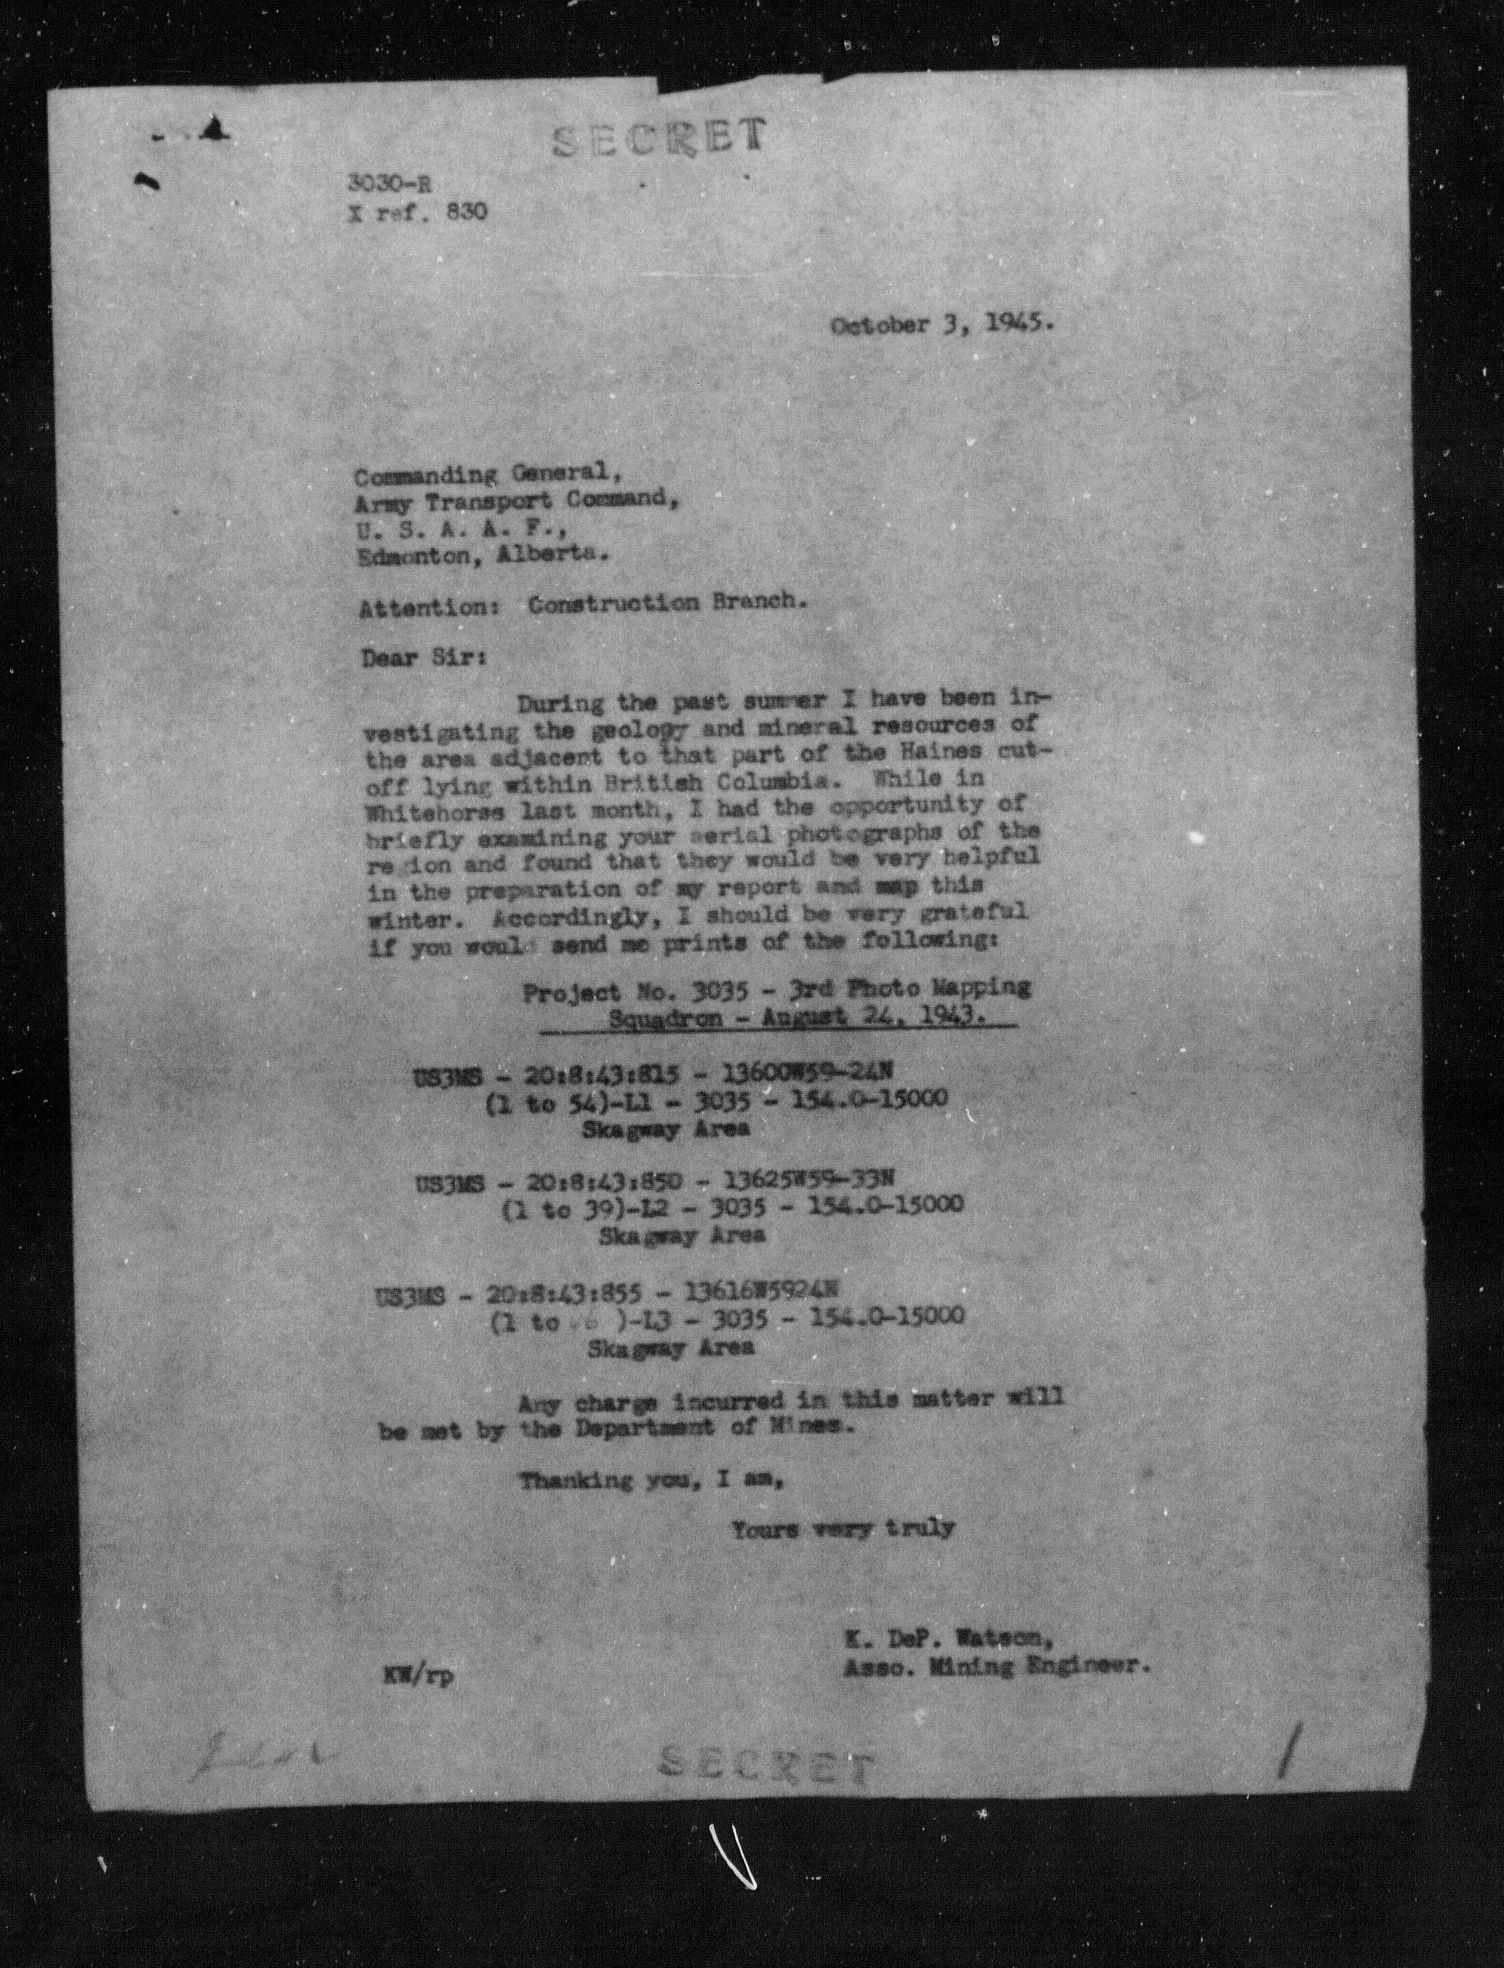 SECRET
3030-R
X ref. 830
October 3, 1945.
Commanding General,
Army Transport Command,
U. S. A. A. F.,
Edmonton, Alberta.
Attention: Construction Branch.
Dear Sir:
During the past summer I have been in-
vestigating the geology and mineral resources of
the area adjacent to that part of the Haines cut-
off lying within British Columbia. While in
Whitehorse last month, I had the opportunity of
briefly examining your aerial photographs of the
region and found that they would be very helpful
in the preparation of my report and map this
winter. Accordingly, I should be very grateful
if you would send me prints of the following:
Project No. 3035 - 3rd Photo Mapping
Squadron - August 24, 1943.
US3MS - 20:8:43:815 - 13600W59-24N
(1 to 54)-L1 - 3035 - 154.0-15000
Skagway Area
US3MS - 20:8:43:850 - 13625W59-33N
(1 to 39)-L2 - 3035 - 154.0-15000
Skagway Area
US3MS - 20:8:43:855 - 13616W5924N
(1 to )-L3 - 3035 - 154.0-15000
Skagway Area
Any charge incurred in this matter will
be met by the Department of Mines.
Thanking you, I am,
Yours very truly
K. DeP. Watson,
Asso. Mining Engineer.
KW/rp
SECRET